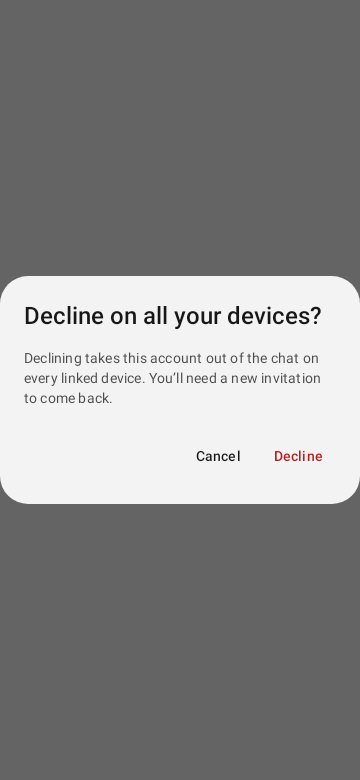 Decline on all your devices?
Declining takes this account out of the chat on
every linked device. You’ll need a new invitation
to come back.
Cancel
Decline